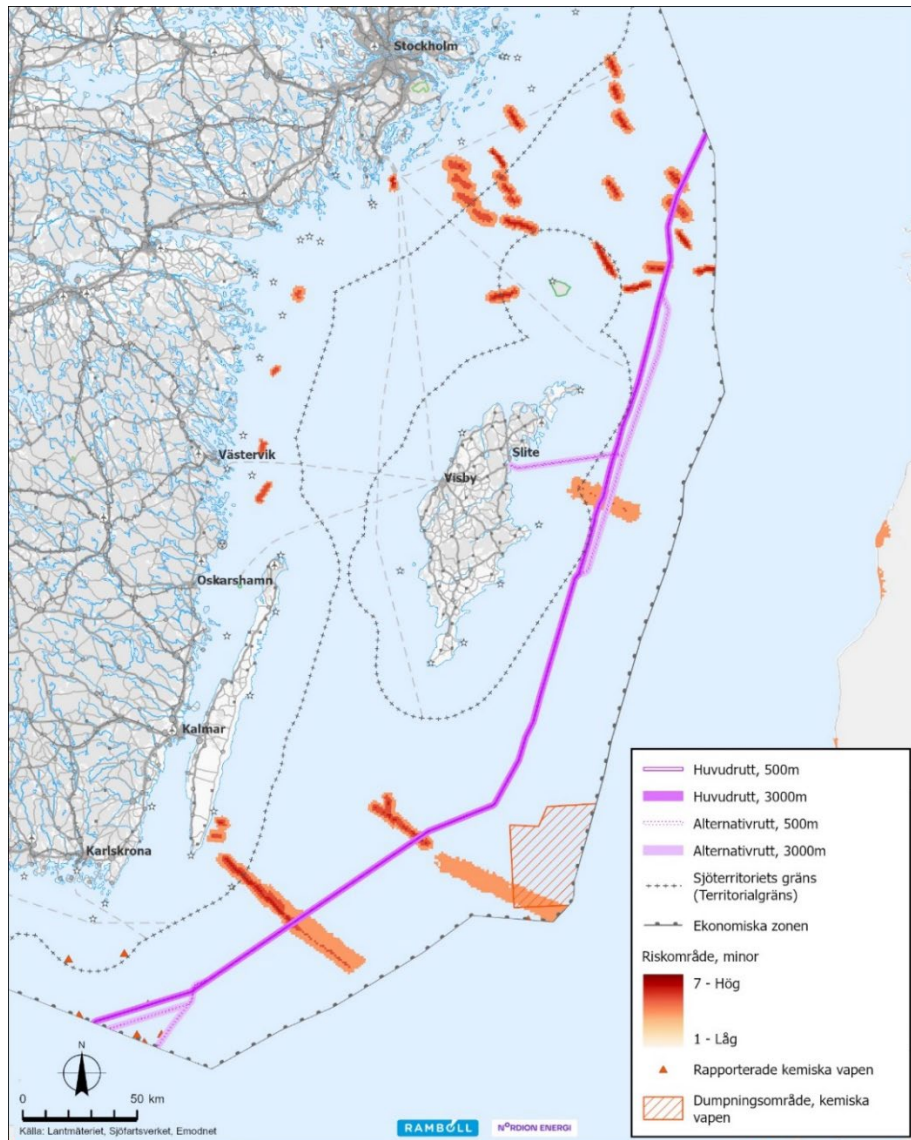 Stockholm
Västervik
Visby
Slite
Oskarshamn
Kalmar
Karlskrona
Huvudrutt, 500m
Huvudrutt, 3000m
Alternativrutt, 500m
Alternativrutt, 3000m
Sjöterritoriets gräns
(Territorialgräns)
Ekonomiska zonen
Riskområde, minor
7 - Hög
1 - Låg
Rapporterade kemiska vapen
Dumpningsområde, kemiska
vapen
N
0 50 km
Källa: Lantmäteriet, Sjöfartsverket, Emodnet
RAMBOLL
NORDION ENERGI